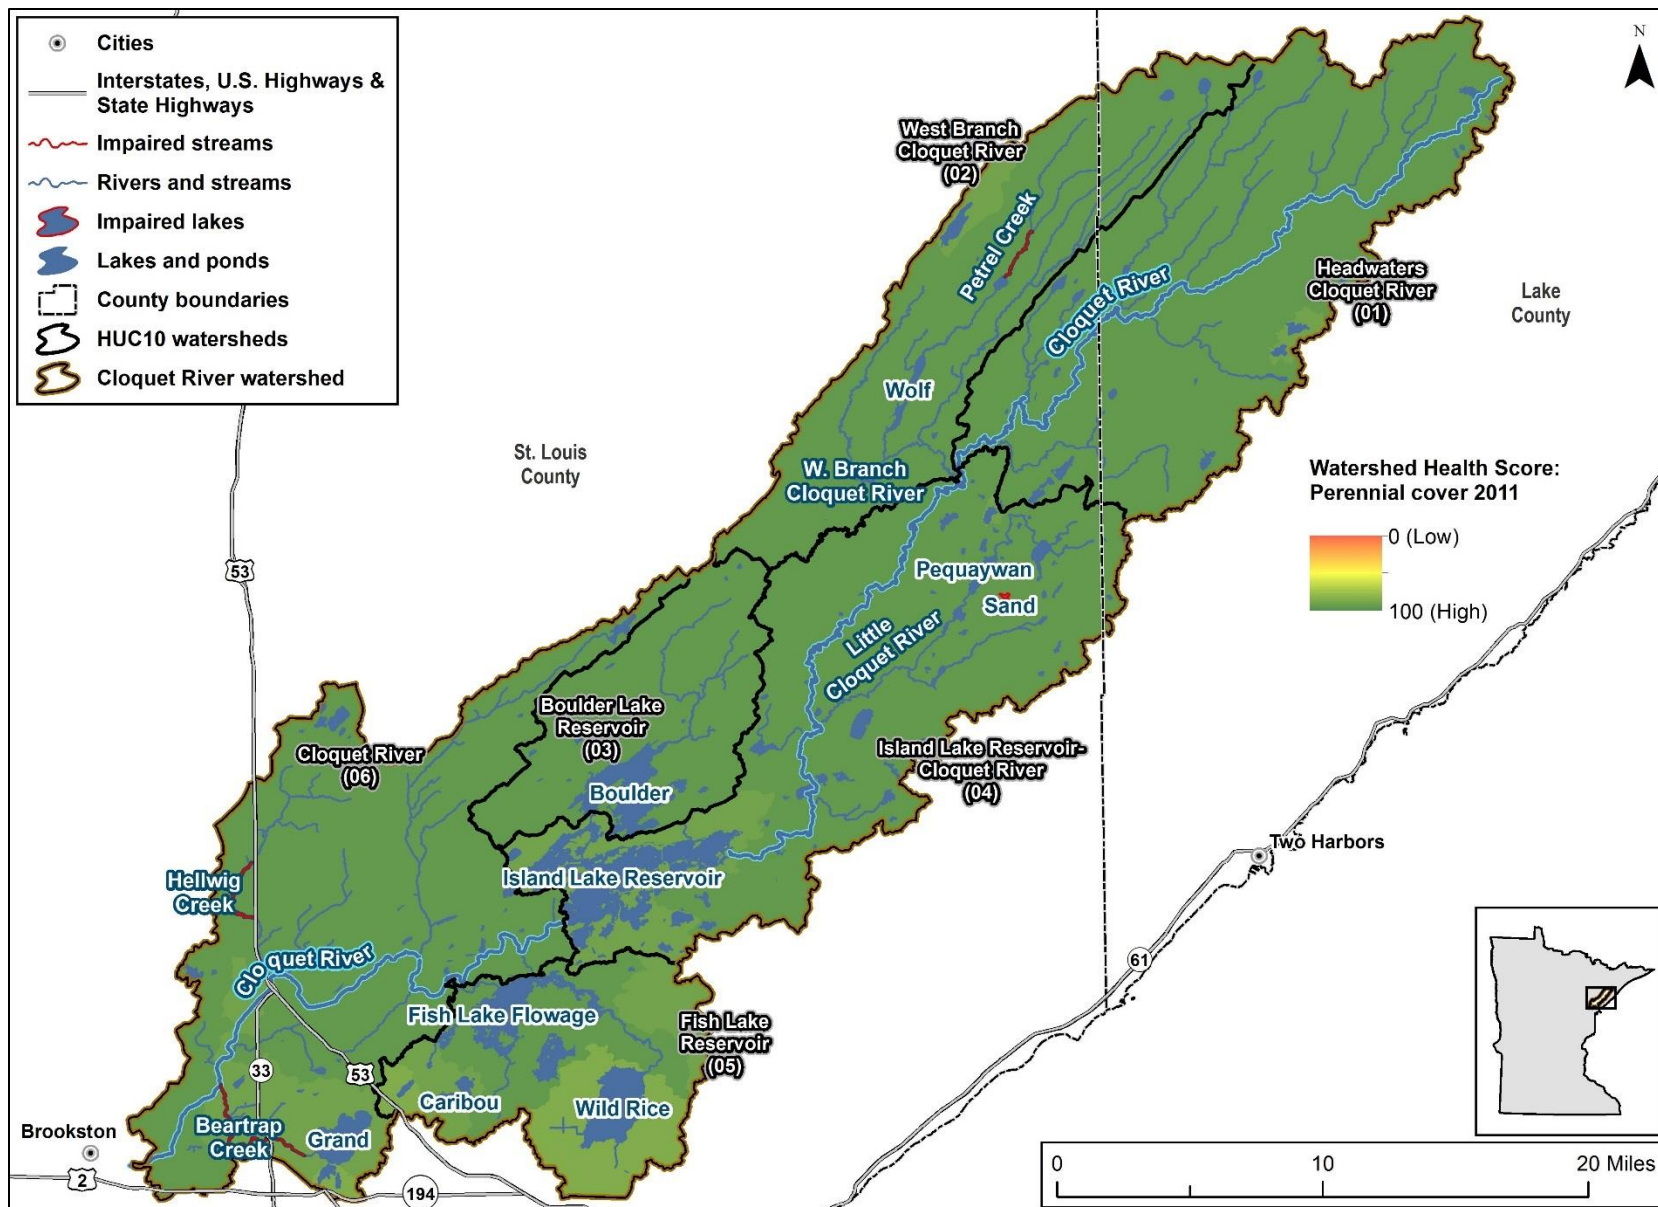 Cities
Interstates, U.S. Highways &
State Highways
Impaired streams
Rivers and streams
Impaired lakes
Lakes and ponds
County boundaries
HUC10 watersheds
Cloquet River watershed
N
West Branch
Cloquet River
(02)
Petrel Creek
Cloquet River
Headwaters
Cloquet River
(01)
Lake
County
Wolf
St. Louis
County
W. Branch
Cloquet River
Watershed Health Score:
Perennial cover 2011
0 (Low)
100 (High)
53
Pequaywan
Sand
Little
Cloquet River
Boulder Lake
Reservoir
(03)
Cloquet River
(06)
Island Lake Reservoir-
Cloquet River
(04)
Boulder
Two Harbors
Island Lake Reservoir
Hellwig
Creek
Cloquet River
61
Fish Lake Flowage
Fish Lake
Reservoir
(05)
33
53
Caribou
Wild Rice
Beartrap
Creek
Grand
Brookston
2
194
0
10
20 Miles